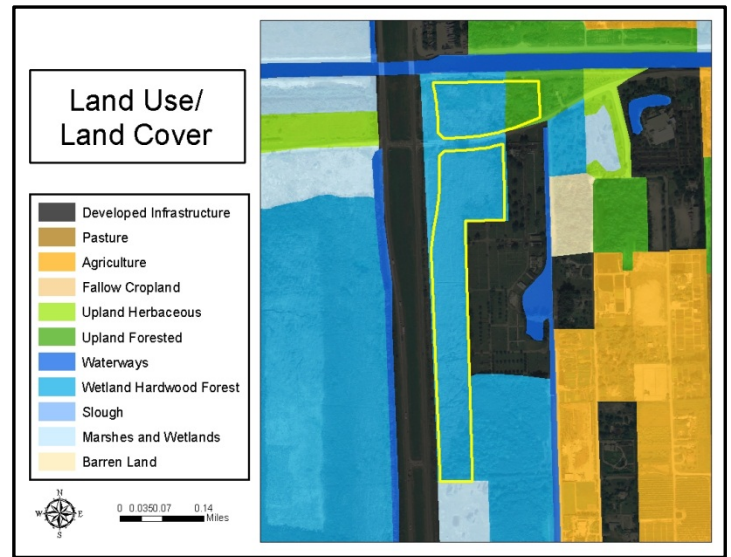 Land Use/
Land Cover
Developed Infrastructure
Pasture
Agriculture
Fallow Cropland
Upland Herbaceous
Upland Forested
Waterways
Wetland Hardwood Forest
Slough
Marshes and Wetlands
Barren Land
N
W E
S
0 0.0350.07 0.14
Miles